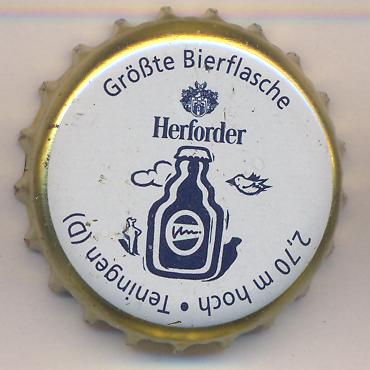 Größte Bierflasche
Herforder
2,70 m hoch • Teningen (D)